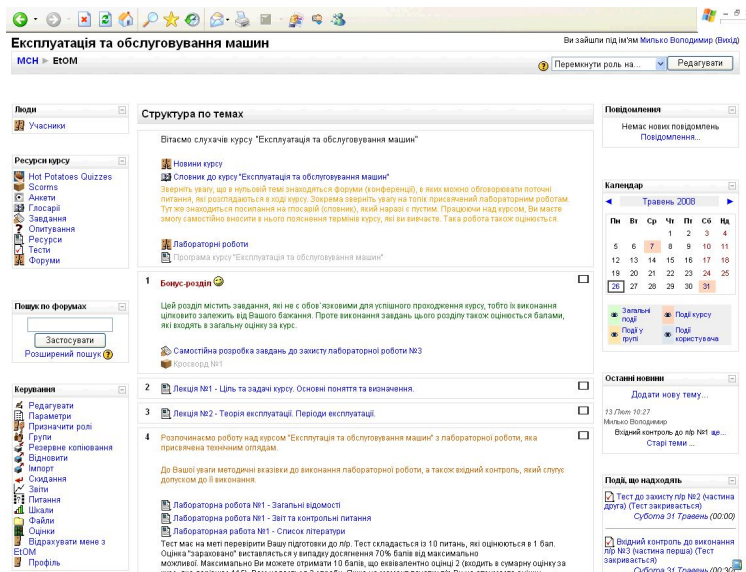 Експлуатація та обслуговування машин
Ви зайшли під ім'ям Милько Володимир (Вихід)
МСН ► ЕtОМ
Перемкнути роль на...
Редагувати
Люди
Учасники
Ресурси курсу
Hot Potatoes Quizzes
Scorms
Анкети
Глосарії
Завдання
Опитування
Ресурси
Тести
Форуми
Пошук по форумах
Застосувати
Розширений пошук
Керування
Редагувати
Параметри
Призначити ролі
Групи
Резервне копіювання
Відновити
Імпорт
Скидання
Звіти
Питання
Шкали
Файли
Оцінки
Відрахувати мене з
ЕtОМ
Профіль
Структура по темах
Вітаємо слухачів курсу "Експлуатація та обслуговування машин"
Новини курсу
Словник до курсу "Експлуатація та обслуговування машин"
Зверніть увагу, що в нульовій темі знаходяться форуми (конференції), в яких можно обговорювати поточні
питання, які розглядаються в ході курсу. Зокрема зверніть увагу на топік присвячений лабораторним роботам.
Тут же знаходиться посилання на глосарій (словник), який наразі є пустим. Працюючи над курсом, Ви маєте
змогу самостійно вносити в нього пояснення термінів курсу, які ви вивчаєте. Така робота також оцінюється.
Лабораторні роботи
Програма курсу "Експлуатація та обслуговування машин"
1 Бонус-розділ
Цей розділ містить завдання, які не є обов`язковими для успішного проходження курсу, тобто їх виконання
цілковито залежить від Вашого бажання. Проте виконання завдань цього розділу також оцінюється балами,
які входять в загальну оцінку за курс.
Самостійна розробка завдань до захисту лабораторної роботи №3
Кросворд №1
2 Лекція №1 - Ціль та задачі курсу. Основні поняття та визначення.
3 Лекція №2 - Теорія експлуатації. Періоди експлуатації.
4 Розпочинаємо роботу над курсом "Експлтуація та обслуговування машин" з лабораторної роботи, яка
присвячена технічним оглядам.
До Вашої уваги методичні вказівки до виконання лабораторної роботи, а також вхідний контроль, який слугує
допуском до її виконання.
Лабораторна робота №1 - Загальні відомості
Лабораторна робота №1 - Звіт та контрольні питання
Лабораторная работа №1 - Список літератури
Тест має на меті перевірити Вашу підготовки до л/р. Тест складається із 10 питань, які оцінюються в 1 бал.
Оцінка "зараховано" виставляється у випадку досягнення 70% балів від максимально
можливої. Максимально Ви можете отримати 10 балів, що еквівалентно оцінці 2 (входить в сумарну оцінку за
Повідомлення
Немає нових повідомлень
Повідомлення...
Календар
◄ Травень 2008 ►
Пн Вт Ср Чт Пт Сб Нд
1 2 3 4
5 6 7 8 9 10 11
12 13 14 15 16 17 18
19 20 21 22 23 24 25
26 27 28 29 30 31
Загальні події
Події курсу
Події у групі
Події користувача
Останні новини
Додати нову тему...
13 Лют 10:27
Милько Володимир
Вхідний контроль до л/р №1 ще...
Старі теми ...
Події, що надходять
Тест до захисту л/р №2 (частина
друга) (Тест закривається)
Субота 31 Травень (00:00)
Вхідний контроль до виконання
л/р №3 (частина перша) (Тест
закривається)
Субота 31 Травень (00:30)